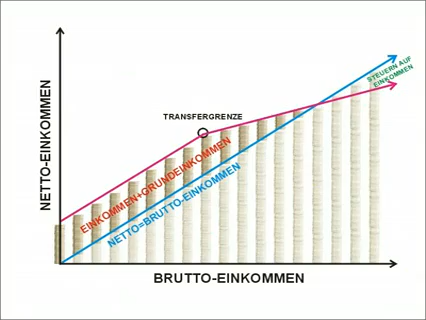 STEUERN AUF
EINKOMMEN
TRANSFERGRENZE
EINKOMMEN+GRUNDEINKOMMEN
NETTO=BRUTTO-EINKOMMEN
NETTO-EINKOMMEN
BRUTTO-EINKOMMEN